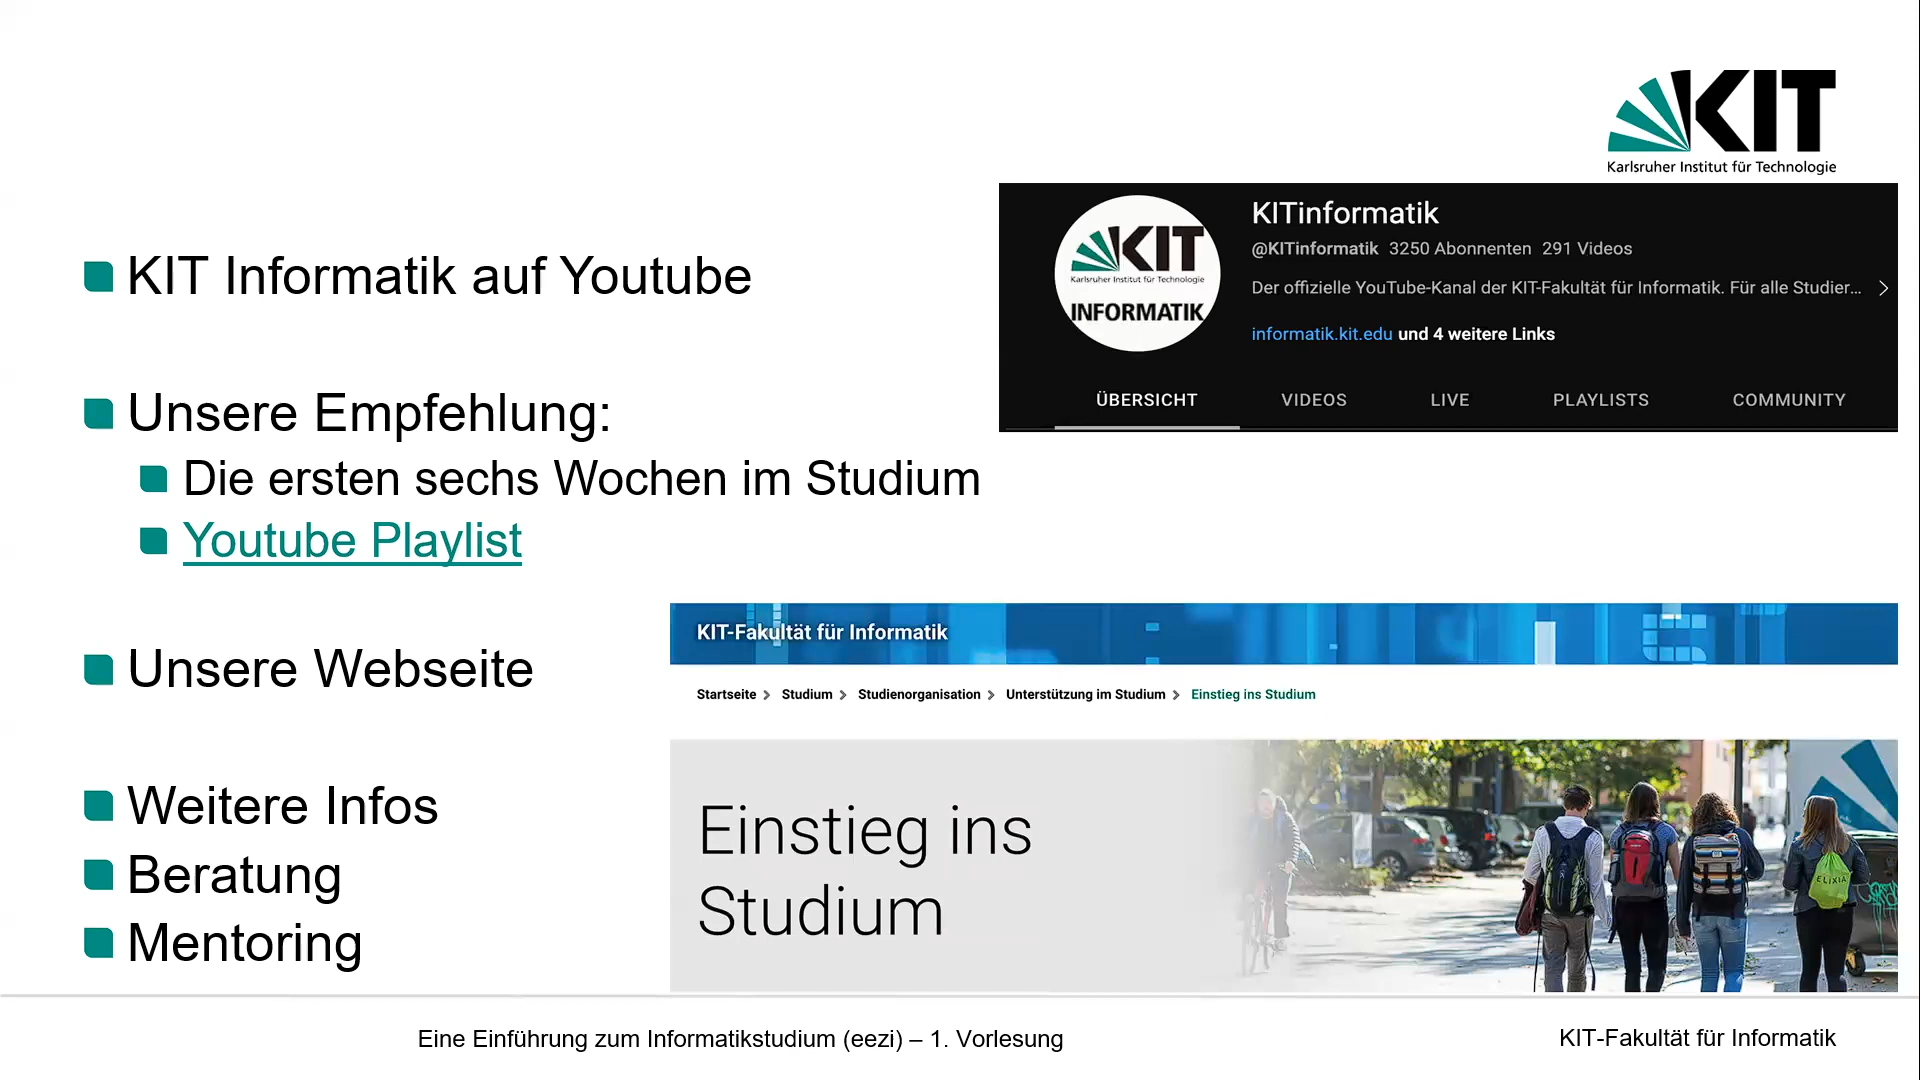 KIT
Karlsruher Institut für Technologie
KIT Informatik auf Youtube
Unsere Empfehlung:
Die ersten sechs Wochen im Studium
Youtube Playlist
Unsere Webseite
Weitere Infos
Beratung
Mentoring
KIT
Karlsruher Institut für Technologie
INFORMATIK
KITinformatik
@KITinformatik 3250 Abonnenten 291 Videos
Der offizielle YouTube-Kanal der KIT-Fakultät für Informatik. Für alle Studier...
informatik.kit.edu und 4 weitere Links
ÜBERSICHT VIDEOS LIVE PLAYLISTS COMMUNITY
KIT-Fakultät für Informatik
Startseite > Studium > Studienorganisation > Unterstützung im Studium > Einstieg ins Studium
Einstieg ins
Studium
ELIXIA
Eine Einführung zum Informatikstudium (eezi) – 1. Vorlesung
KIT-Fakultät für Informatik